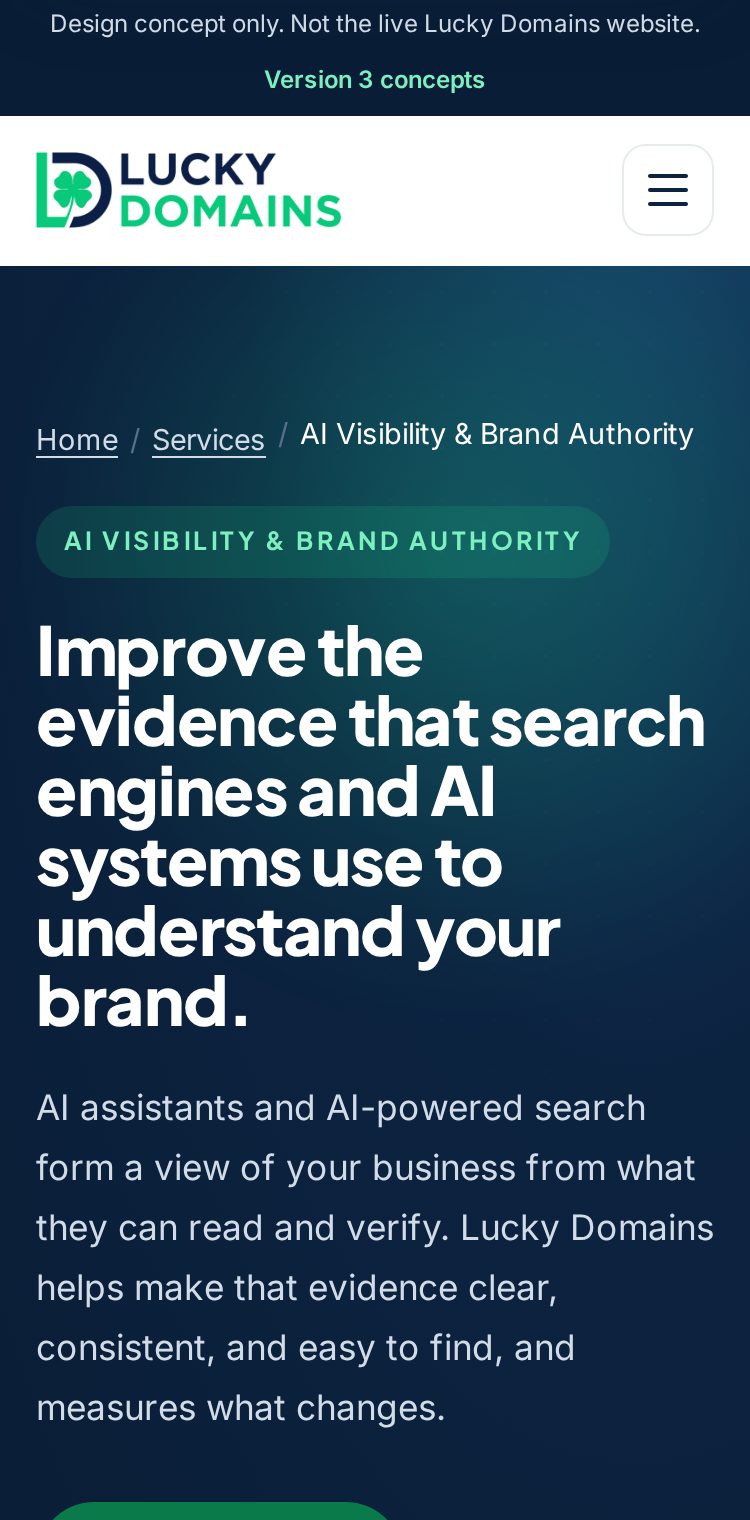 Design concept only. Not the live Lucky Domains website.
Version 3 concepts
LUCKY
DOMAINS
Home / Services / AI Visibility & Brand Authority
AI VISIBILITY & BRAND AUTHORITY
Improve the
evidence that search
engines and AI
systems use to
understand your
brand.
AI assistants and AI-powered search
form a view of your business from what
they can read and verify. Lucky Domains
helps make that evidence clear,
consistent, and easy to find, and
measures what changes.